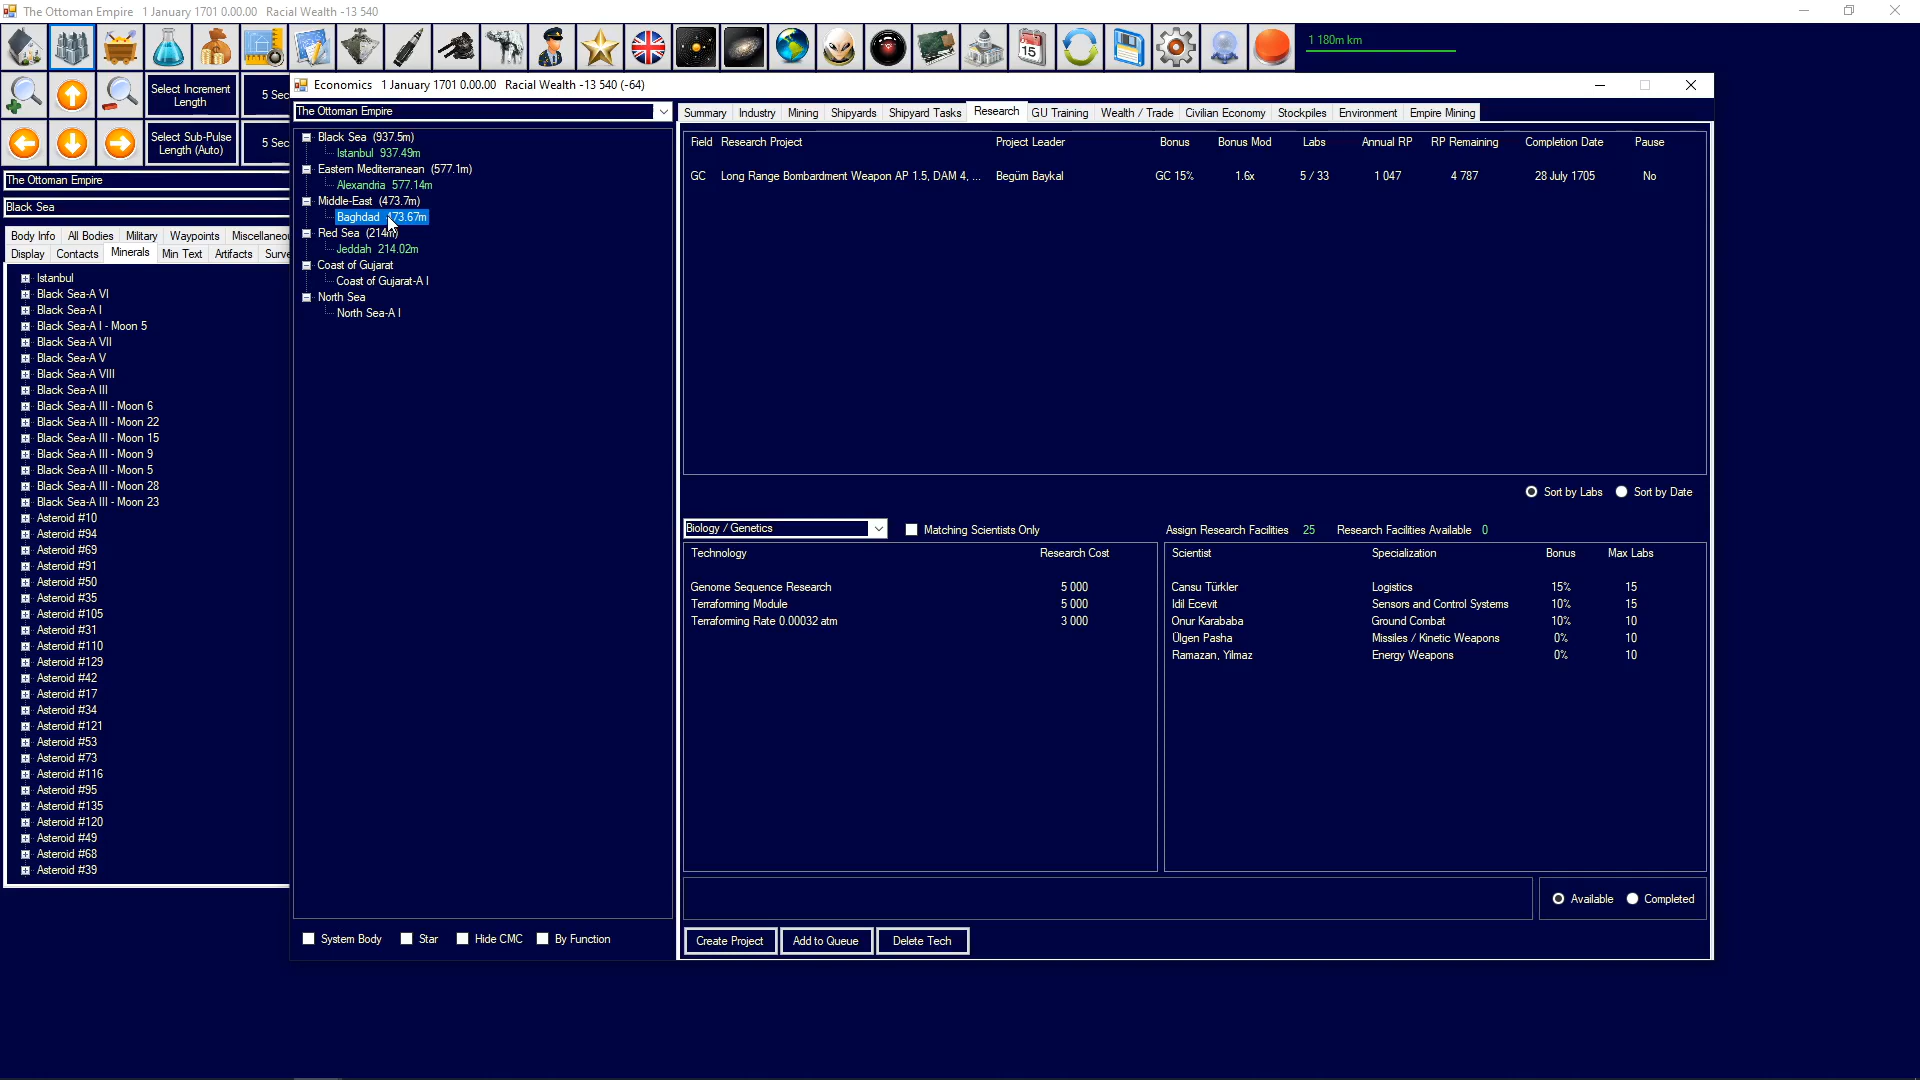 The Ottoman Empire 1 January 1701 0.00.00 Racial Wealth -13 540
1 180m km
Select Increment Length
5 Sec
Select Sub-Pulse Length (Auto)
5 Sec
The Ottoman Empire
Black Sea
Body Info All Bodies Military Waypoints Miscellaneou
Display Contacts Minerals Min Text Artifacts Surve
Istanbul
Black Sea-A VI
Black Sea-A I
Black Sea-A I - Moon 5
Black Sea-A VII
Black Sea-A V
Black Sea-A VIII
Black Sea-A III
Black Sea-A III - Moon 6
Black Sea-A III - Moon 22
Black Sea-A III - Moon 15
Black Sea-A III - Moon 9
Black Sea-A III - Moon 5
Black Sea-A III - Moon 28
Black Sea-A III - Moon 23
Asteroid #10
Asteroid #94
Asteroid #69
Asteroid #91
Asteroid #50
Asteroid #35
Asteroid #105
Asteroid #31
Asteroid #110
Asteroid #129
Asteroid #42
Asteroid #17
Asteroid #34
Asteroid #121
Asteroid #53
Asteroid #73
Asteroid #116
Asteroid #95
Asteroid #135
Asteroid #120
Asteroid #49
Asteroid #68
Asteroid #39
Economics 1 January 1701 0.00.00 Racial Wealth -13 540 (-64)
The Ottoman Empire
Black Sea (937.5m)
Istanbul 937.49m
Eastern Mediterranean (577.1m)
Alexandria 577.14m
Middle-East (473.7m)
Baghdad 473.67m
Red Sea (214m)
Jeddah 214.02m
Coast of Gujarat
Coast of Gujarat-A I
North Sea
North Sea-A I
System Body Star Hide CMC By Function
Summary Industry Mining Shipyards Shipyard Tasks Research GU Training Wealth / Trade Civilian Economy Stockpiles Environment Empire Mining
Field Research Project Project Leader Bonus Bonus Mod Labs Annual RP RP Remaining Completion Date Pause
GC Long Range Bombardment Weapon AP 1.5, DAM 4, ... Begüm Baykal GC 15% 1.6x 5 / 33 1 047 4 787 28 July 1705 No
Sort by Labs Sort by Date
Biology / Genetics Matching Scientists Only Assign Research Facilities 25 Research Facilities Available 0
Technology Research Cost
Genome Sequence Research 5 000
Terraforming Module 5 000
Terraforming Rate 0.00032 atm 3 000
Scientist Specialization Bonus Max Labs
Cansu Türkler Logistics 15% 15
Idil Ecevit Sensors and Control Systems 10% 15
Onur Karababa Ground Combat 10% 10
Ülgen Pasha Missiles / Kinetic Weapons 0% 10
Ramazan, Yilmaz Energy Weapons 0% 10
Available Completed
Create Project Add to Queue Delete Tech
15